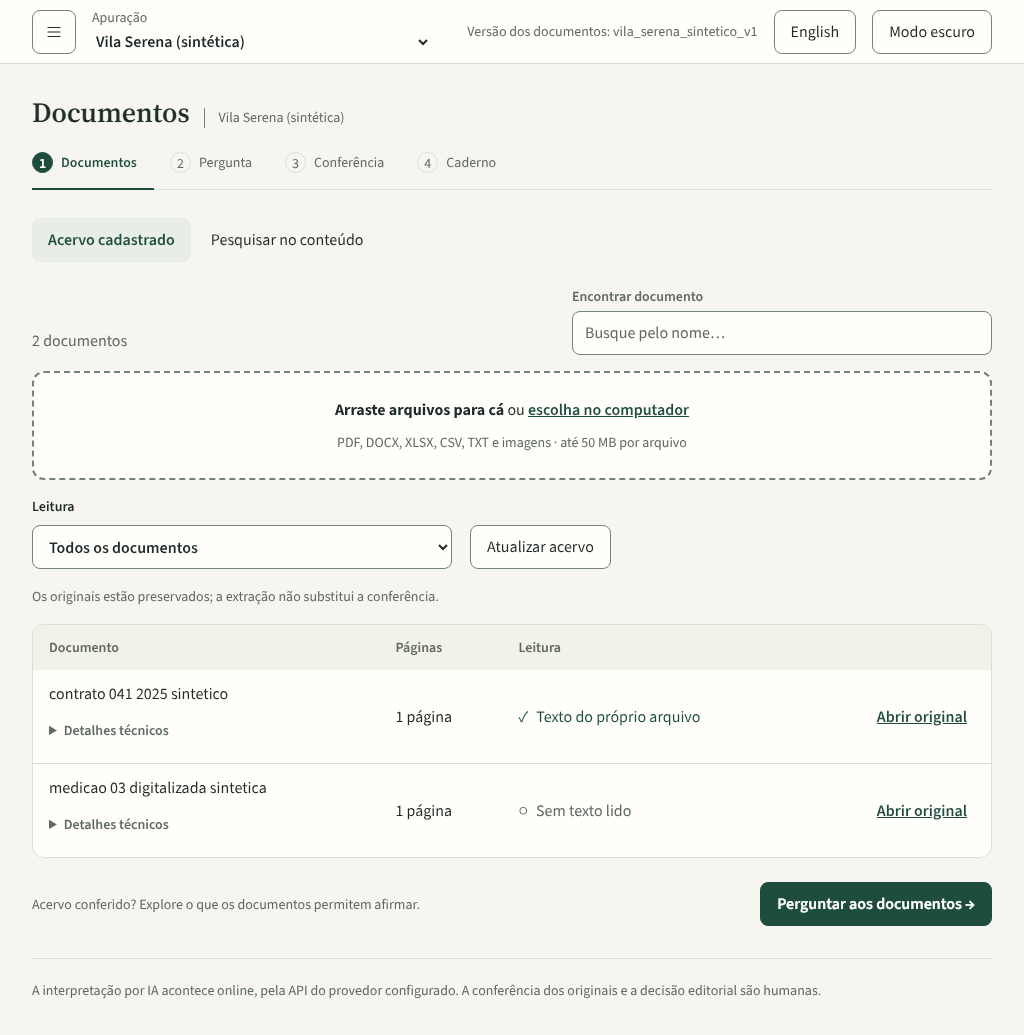 Apuração
Vila Serena (sintética)
Versão dos documentos: vila_serena_sintetico_v1
English
Modo escuro
Documentos
Vila Serena (sintética)
1 Documentos
2 Pergunta
3 Conferência
4 Caderno
Acervo cadastrado
Pesquisar no conteúdo
Encontrar documento
2 documentos
Busque pelo nome…
Arraste arquivos para cá ou escolha no computador
PDF, DOCX, XLSX, CSV, TXT e imagens · até 50 MB por arquivo
Leitura
Todos os documentos
Atualizar acervo
Os originais estão preservados; a extração não substitui a conferência.
Documento Páginas Leitura
contrato 041 2025 sintetico
▶ Detalhes técnicos
1 página
✓ Texto do próprio arquivo
Abrir original
medicao 03 digitalizada sintetica
▶ Detalhes técnicos
1 página
○ Sem texto lido
Abrir original
Acervo conferido? Explore o que os documentos permitem afirmar.
Perguntar aos documentos →
A interpretação por IA acontece online, pela API do provedor configurado. A conferência dos originais e a decisão editorial são humanas.